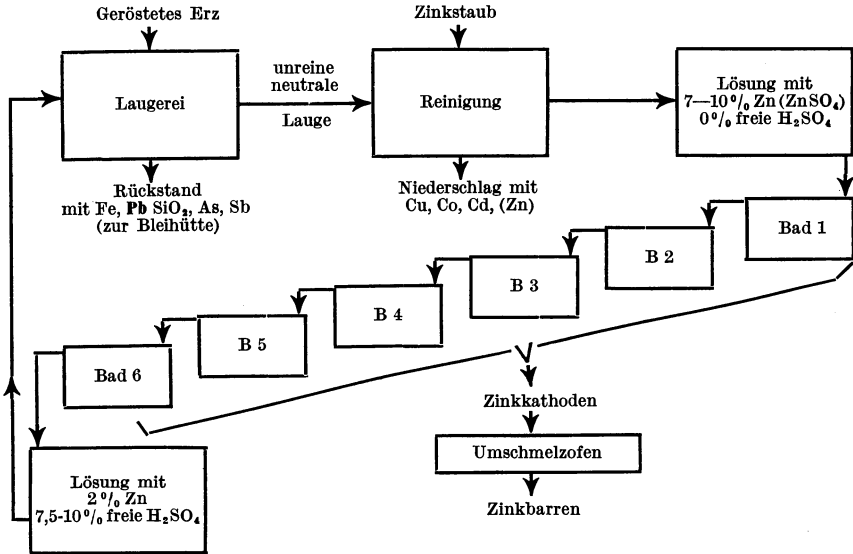 Geröstetes Erz
Zinkstaub
Laugerei
unreine
neutrale
Lauge
Reinigung
Lösung mit
7—10% Zn (ZnSO₄)
0% freie H₂SO₄
Rückstand
mit Fe, Pb SiO₂, As, Sb
(zur Bleihütte)
Niederschlag mit
Cu, Co, Cd, (Zn)
Bad 1
B 2
B 3
B 4
B 5
Bad 6
Zinkkathoden
Umschmelzofen
Zinkbarren
Lösung mit
2% Zn
7,5-10% freie H₂SO₄